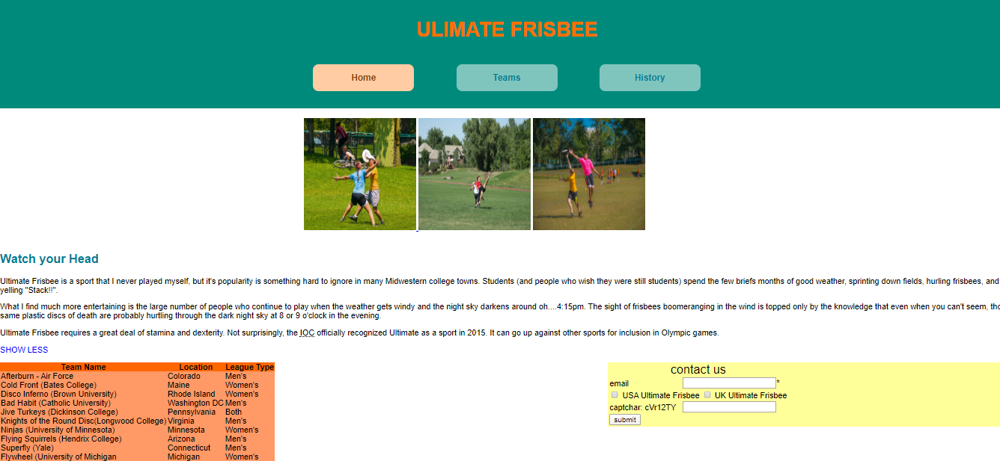 ULIMATE FRISBEE
Home Teams History
Watch your Head
Ultimate Frisbee is a sport that I never played myself, but it's popularity is something hard to ignore in many Midwestern college towns. Students (and people who wish they were still students) spend the few briefs months of good weather, sprinting down fields, hurling frisbees, and
yelling "Stack!!".
What I find much more entertaining is the large number of people who continue to play when the weather gets windy and the night sky darkens around oh....4:15pm. The sight of frisbees boomeranging in the wind is topped only by the knowledge that even when you can't seem,
same plastic discs of death are probably hurtling through the dark night sky at 8 or 9 o'clock in the evening.
Ultimate Frisbee requires a great deal of stamina and dexterity. Not surprisingly, the IOC officially recognized Ultimate as a sport in 2015. It can go up against other sports for inclusion in Olympic games.
SHOW LESS
Team Name Location League Type
Afterburn - Air Force Colorado Men's
Cold Front (Bates College) Maine Women's
Disco Inferno (Brown University) Rhode Island Women's
Bad Habit (Catholic University) Washington DC Men's
Jive Turkeys (Dickinson College) Pennsylvania Both
Knights of the Round Disc(Longwood College) Virginia Men's
Ninjas (University of Minnesota) Minnesota Women's
Flying Squirrels (Hendrix College) Arizona Men's
Superfly (Yale) Connecticut Men's
Flywheel (University of Michigan Michigan Women's
contact us
email *
USA Ultimate Frisbee UK Ultimate Frisbee
captchar: cVr12TY
submit